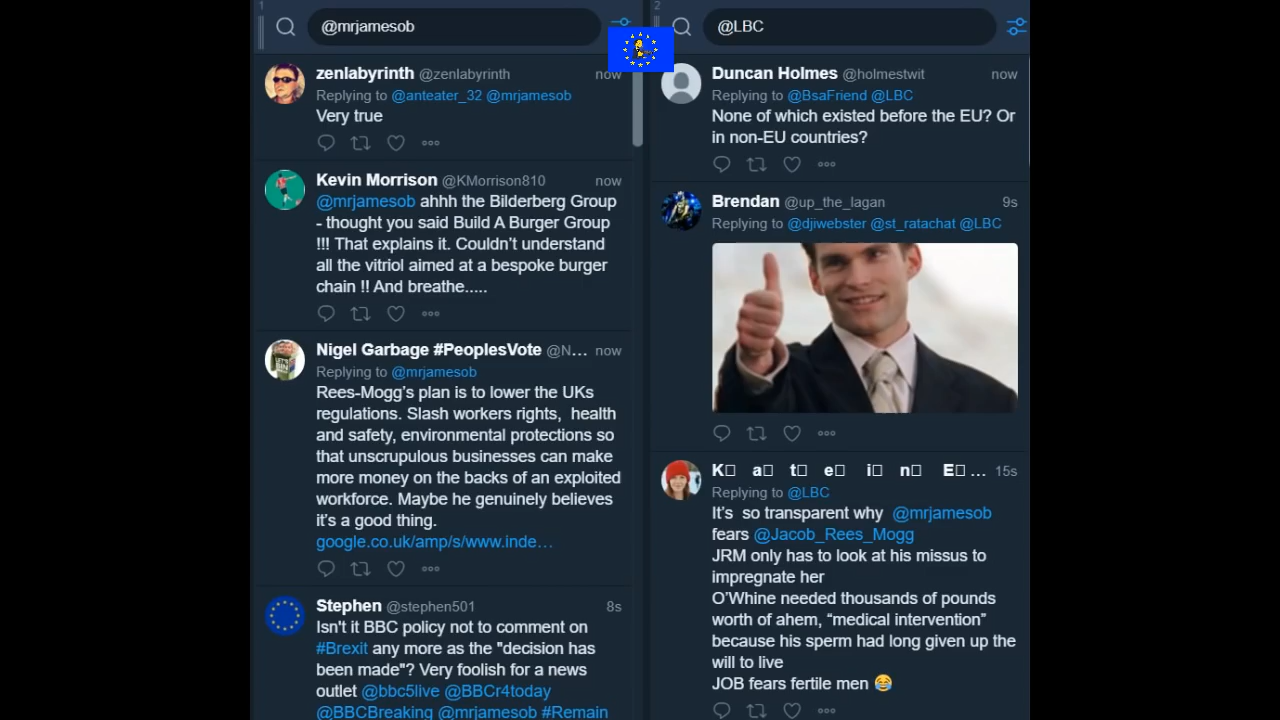 1
@mrjamesob
zenlabyrinth @zenlabyrinth now
Replying to @anteater_32 @mrjamesob
Very true
Kevin Morrison @KMorrison810 now
@mrjamesob ahhh the Bilderberg Group
- thought you said Build A Burger Group
!!! That explains it. Couldn't understand
all the vitriol aimed at a bespoke burger
chain !! And breathe.....
Nigel Garbage #PeoplesVote @N... now
Replying to @mrjamesob
Rees-Mogg's plan is to lower the UKs
regulations. Slash workers rights, health
and safety, environmental protections so
that unscrupulous businesses can make
more money on the backs of an exploited
workforce. Maybe he genuinely believes
it's a good thing.
google.co.uk/amp/s/www.inde...
Stephen @stephen501 8s
Isn't it BBC policy not to comment on
#Brexit any more as the "decision has
been made"? Very foolish for a news
outlet @bbc5live @BBCr4today
@BBCBreaking @mrjamesob #Remain
2
@LBC
Duncan Holmes @holmestwit now
Replying to @BsaFriend @LBC
None of which existed before the EU? Or
in non-EU countries?
Brendan @up_the_lagan 9s
Replying to @djiwebster @st_ratachat @LBC
K□ a□ t□ e□ i□ n□ E□... 15s
Replying to @LBC
It's so transparent why @mrjamesob
fears @Jacob_Rees_Mogg
JRM only has to look at his missus to
impregnate her
O'Whine needed thousands of pounds
worth of ahem, "medical intervention"
because his sperm had long given up the
will to live
JOB fears fertile men 😂